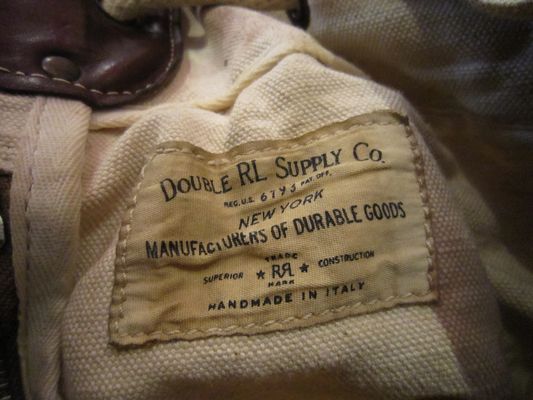 DOUBLE RL SUPPLY CO.
REG. U.S. 6793 PAT. OFF.
NEW YORK
MANUFACTURERS OF DURABLE GOODS
TRADE
SUPERIOR ★ RRL ★ CONSTRUCTION
MARK
HANDMADE IN ITALY